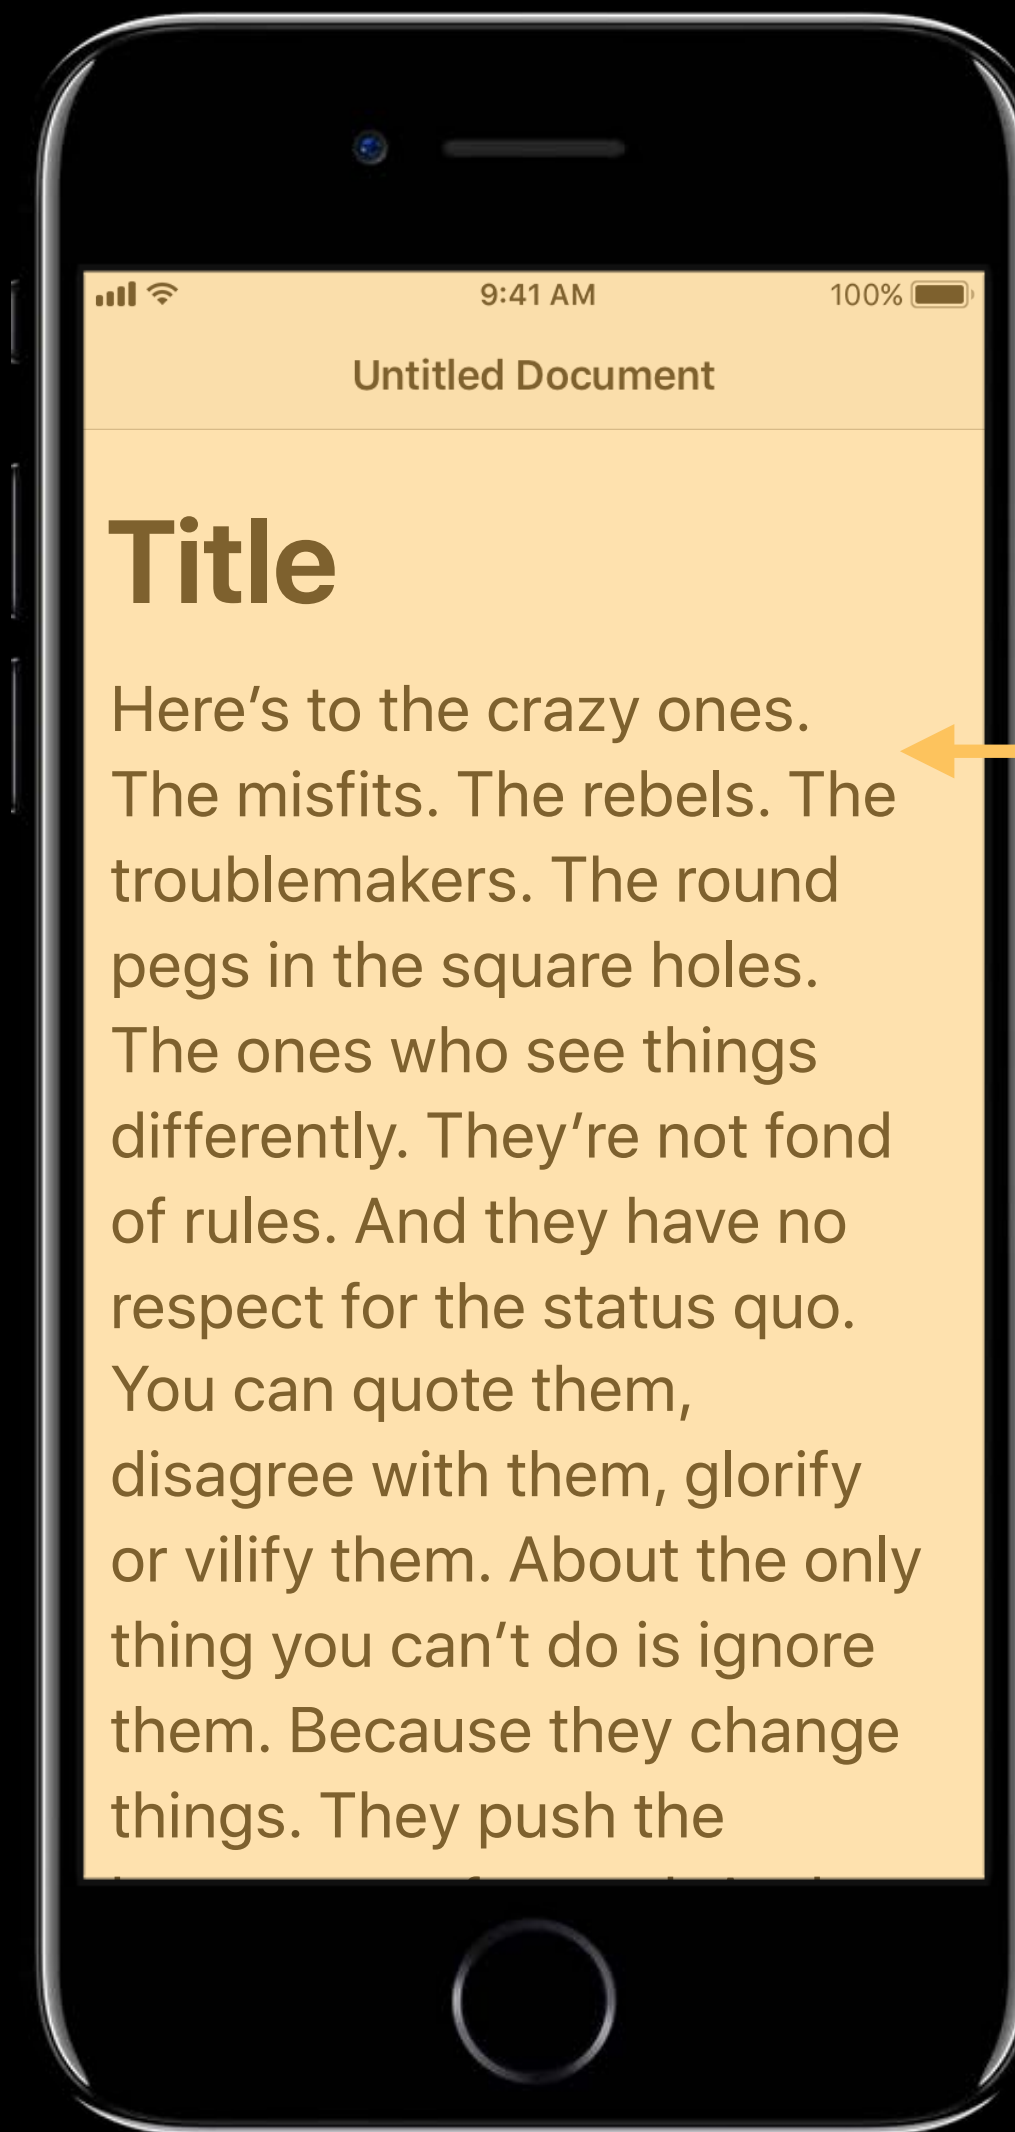 9:41 AM 100%
Untitled Document
Title
Here’s to the crazy ones.
The misfits. The rebels. The
troublemakers. The round
pegs in the square holes.
The ones who see things
differently. They’re not fond
of rules. And they have no
respect for the status quo.
You can quote them,
disagree with them, glorify
or vilify them. About the only
thing you can’t do is ignore
them. Because they change
things. They push the